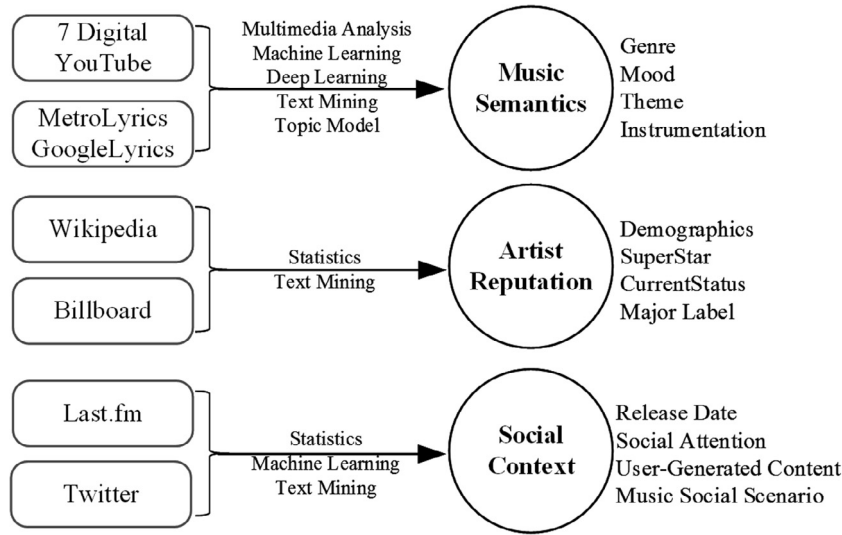 7 Digital
YouTube
MetroLyrics
GoogleLyrics
Multimedia Analysis
Machine Learning
Deep Learning
Text Mining
Topic Model
Music
Semantics
Genre
Mood
Theme
Instrumentation
Wikipedia
Billboard
Statistics
Text Mining
Artist
Reputation
Demographics
SuperStar
CurrentStatus
Major Label
Last.fm
Twitter
Statistics
Machine Learning
Text Mining
Social
Context
Release Date
Social Attention
User-Generated Content
Music Social Scenario